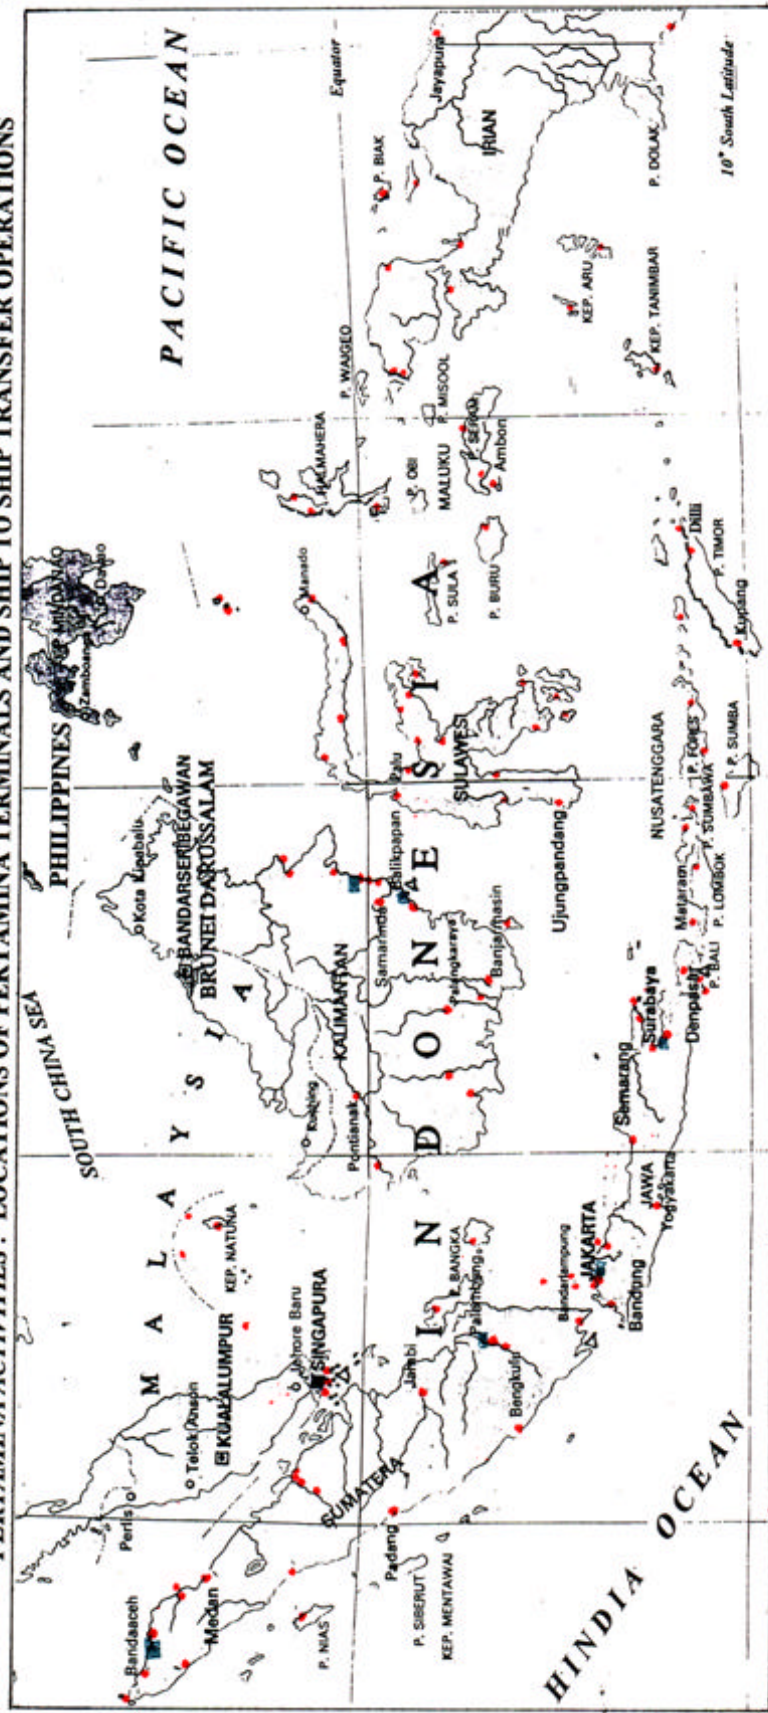 PERTAMINA ACTIVITIES : LOCATIONS OF PERTAMINA TERMINALS AND SHIP TO SHIP TRANSFER OPERATIONS
PACIFIC OCEAN
SOUTH CHINA SEA
HINDIA OCEAN
PHILIPPINES
P. MINDANAO
Zamboanga
Davao
MALAYSIA
Perlis
Telok Anson
KUALALUMPUR
Johore Baru
SINGAPURA
KEP. NATUNA
Kuching
Kota Kinabalu
BANDARSERIBEGAWAN
BRUNEI DARUSSALAM
INDONESIA
Bandaaceh
Medan
P. NIAS
SUMATERA
Padang
P. SIBERUT
KEP. MENTAWAI
Jambi
Bengkulu
Palembang
P. BANGKA
Bandarlampung
JAKARTA
Bandung
JAWA
Yogyakarta
Semarang
Surabaya
Denpasar
P. BALI
Mataram
P. LOMBOK
P. SUMBAWA
P. FORES
P. SUMBA
NUSATENGGARA
Kupang
P. TIMOR
Dilli
KALIMANTAN
Pontianak
Palangkaraya
Banjarmasin
Samarinda
Balikpapan
Palu
SULAWESI
Ujungpandang
Manado
HALMAHERA
P. OBI
MALUKU
P. SULA
P. BURU
P. SERAM
Ambon
P. MISOOL
P. WAIGEO
P. BIAK
Jayapura
IRIAN
KEP. ARU
KEP. TANIMBAR
P. DOLAK
Equator
10° South Latitude